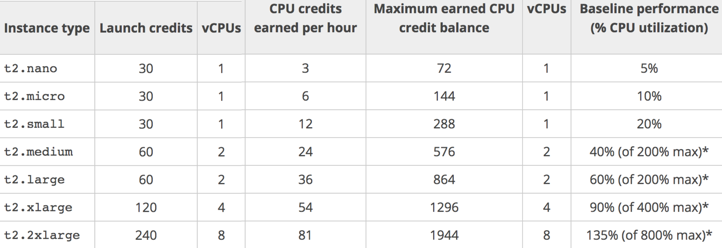 Instance type Launch credits vCPUs CPU credits earned per hour Maximum earned CPU credit balance vCPUs Baseline performance (% CPU utilization)
t2.nano 30 1 3 72 1 5%
t2.micro 30 1 6 144 1 10%
t2.small 30 1 12 288 1 20%
t2.medium 60 2 24 576 2 40% (of 200% max)*
t2.large 60 2 36 864 2 60% (of 200% max)*
t2.xlarge 120 4 54 1296 4 90% (of 400% max)*
t2.2xlarge 240 8 81 1944 8 135% (of 800% max)*